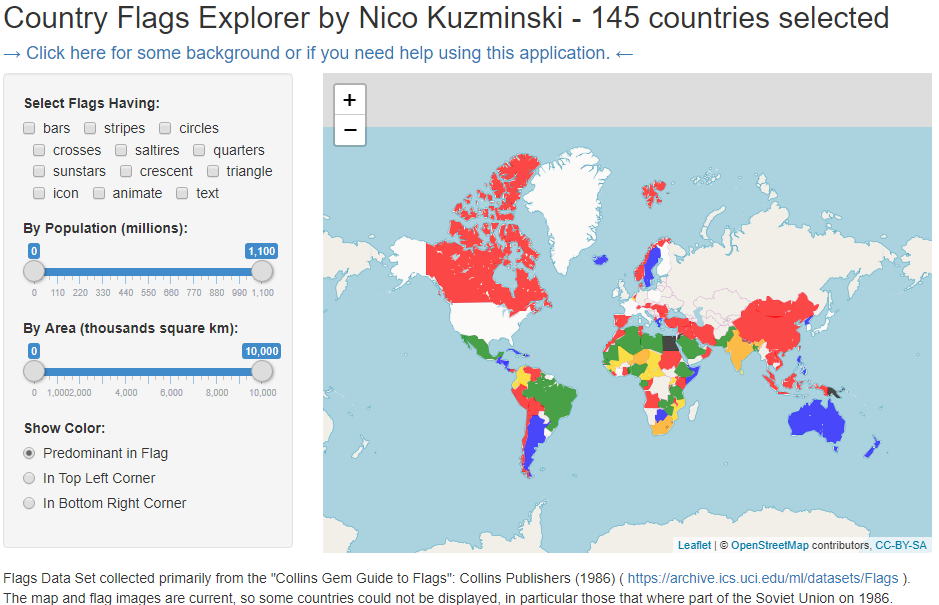 Country Flags Explorer by Nico Kuzminski - 145 countries selected
→ Click here for some background or if you need help using this application. ←
Select Flags Having:
bars stripes circles
crosses saltires quarters
sunstars crescent triangle
icon animate text
By Population (millions):
0 1,100
0 110 220 330 440 550 660 770 880 990 1,100
By Area (thousands square km):
0 10,000
0 1,0002,000 4,000 6,000 8,000 10,000
Show Color:
Predominant in Flag
In Top Left Corner
In Bottom Right Corner
+
−
Leaflet | © OpenStreetMap contributors, CC-BY-SA
Flags Data Set collected primarily from the "Collins Gem Guide to Flags": Collins Publishers (1986) ( https://archive.ics.uci.edu/ml/datasets/Flags ).
The map and flag images are current, so some countries could not be displayed, in particular those that where part of the Soviet Union on 1986.